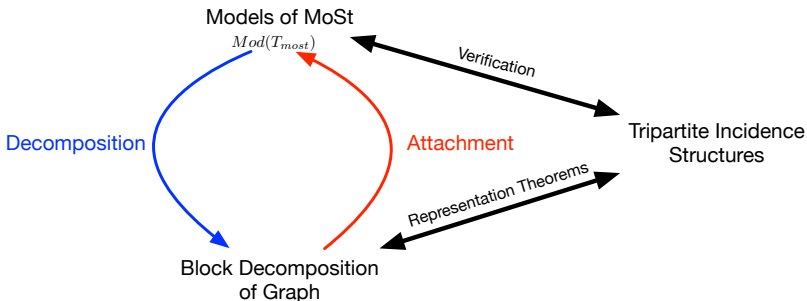 Models of MoSt
Mod(T_most)
Verification
Decomposition
Attachment
Tripartite Incidence
Structures
Representation Theorems
Block Decomposition
of Graph